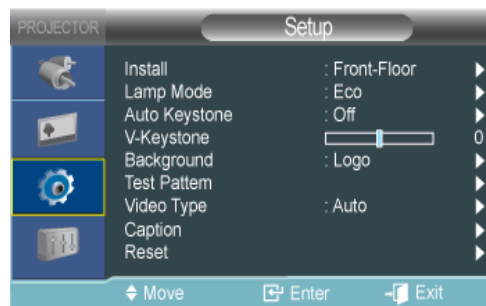 PROJECTOR Setup
Install : Front-Floor
Lamp Mode : Eco
Auto Keystone : Off
V-Keystone 0
Background : Logo
Test Pattern
Video Type : Auto
Caption
Reset
Move Enter Exit